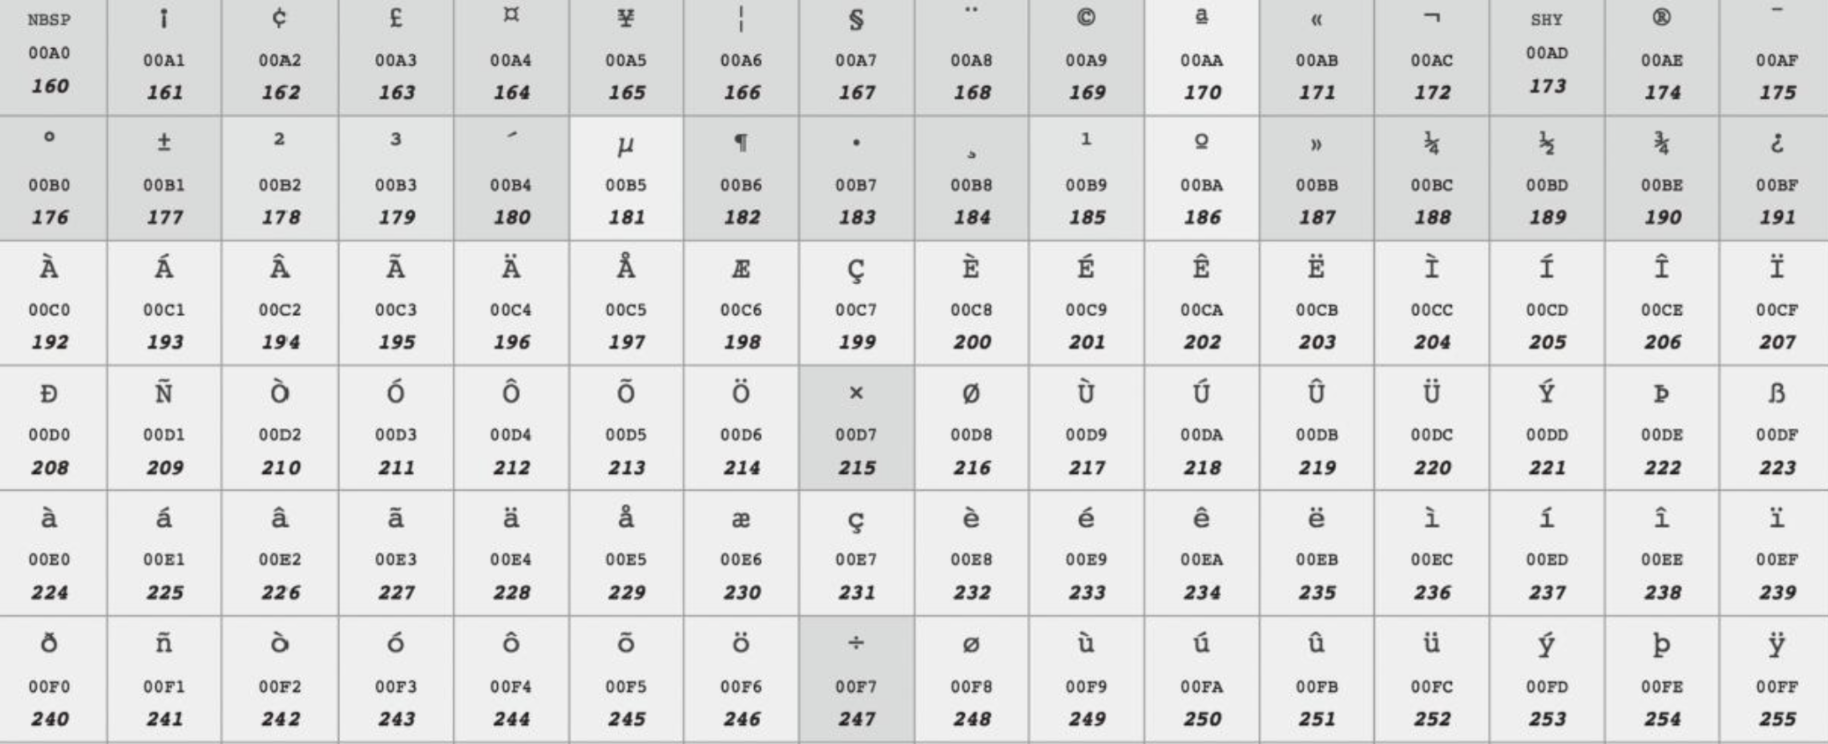 NBSP ¡ ¢ £ ¤ ¥ ¦ § ¨ © ª « ¬ SHY ® ¯
00A0 00A1 00A2 00A3 00A4 00A5 00A6 00A7 00A8 00A9 00AA 00AB 00AC 00AD 00AE 00AF
160 161 162 163 164 165 166 167 168 169 170 171 172 173 174 175
° ± ² ³ ´ µ ¶ · ¸ ¹ º » ¼ ½ ¾ ¿
00B0 00B1 00B2 00B3 00B4 00B5 00B6 00B7 00B8 00B9 00BA 00BB 00BC 00BD 00BE 00BF
176 177 178 179 180 181 182 183 184 185 186 187 188 189 190 191
À Á Â Ã Ä Å Æ Ç È É Ê Ë Ì Í Î Ï
00C0 00C1 00C2 00C3 00C4 00C5 00C6 00C7 00C8 00C9 00CA 00CB 00CC 00CD 00CE 00CF
192 193 194 195 196 197 198 199 200 201 202 203 204 205 206 207
Ð Ñ Ò Ó Ô Õ Ö × Ø Ù Ú Û Ü Ý Þ ß
00D0 00D1 00D2 00D3 00D4 00D5 00D6 00D7 00D8 00D9 00DA 00DB 00DC 00DD 00DE 00DF
208 209 210 211 212 213 214 215 216 217 218 219 220 221 222 223
à á â ã ä å æ ç è é ê ë ì í î ï
00E0 00E1 00E2 00E3 00E4 00E5 00E6 00E7 00E8 00E9 00EA 00EB 00EC 00ED 00EE 00EF
224 225 226 227 228 229 230 231 232 233 234 235 236 237 238 239
ð ñ ò ó ô õ ö ÷ ø ù ú û ü ý þ ÿ
00F0 00F1 00F2 00F3 00F4 00F5 00F6 00F7 00F8 00F9 00FA 00FB 00FC 00FD 00FE 00FF
240 241 242 243 244 245 246 247 248 249 250 251 252 253 254 255